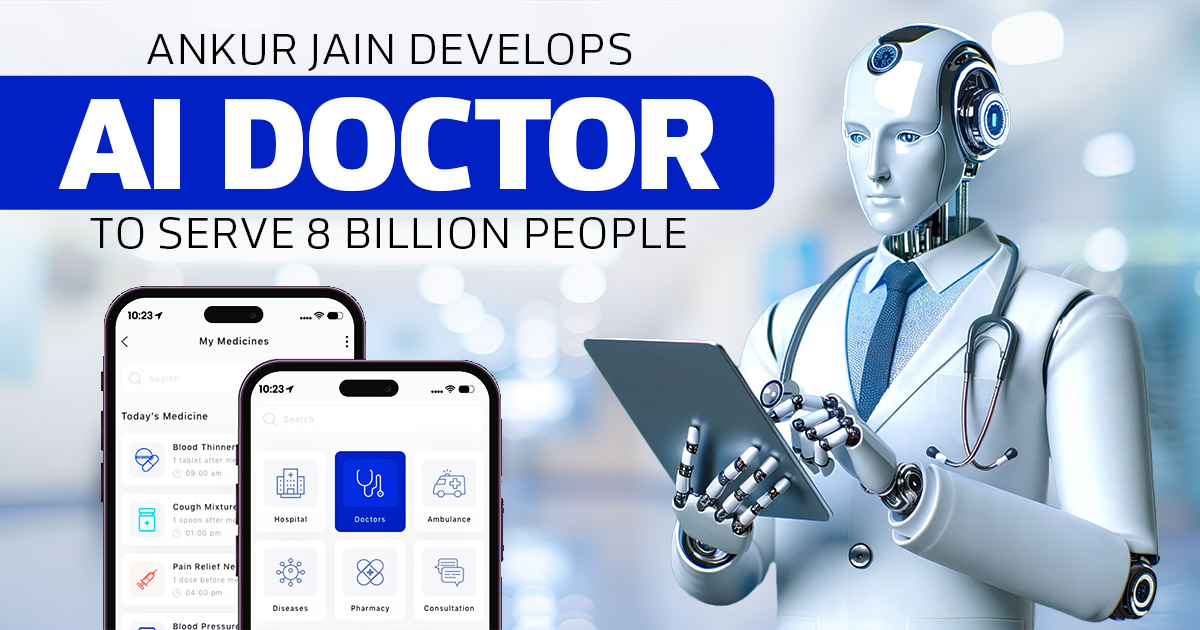 ANKUR JAIN DEVELOPS
AI DOCTOR
TO SERVE 8 BILLION PEOPLE
10:23
My Medicines
Search
Today's Medicine
Blood Thinner
1 tablet after
09:00 am
Cough Mixture
1 spoon after
01:00 pm
Pain Relief
1 dose before
04:00 pm
Blood Pressure
10:23
Search
Hospital
Doctors
Ambulance
Diseases
Pharmacy
Consultation